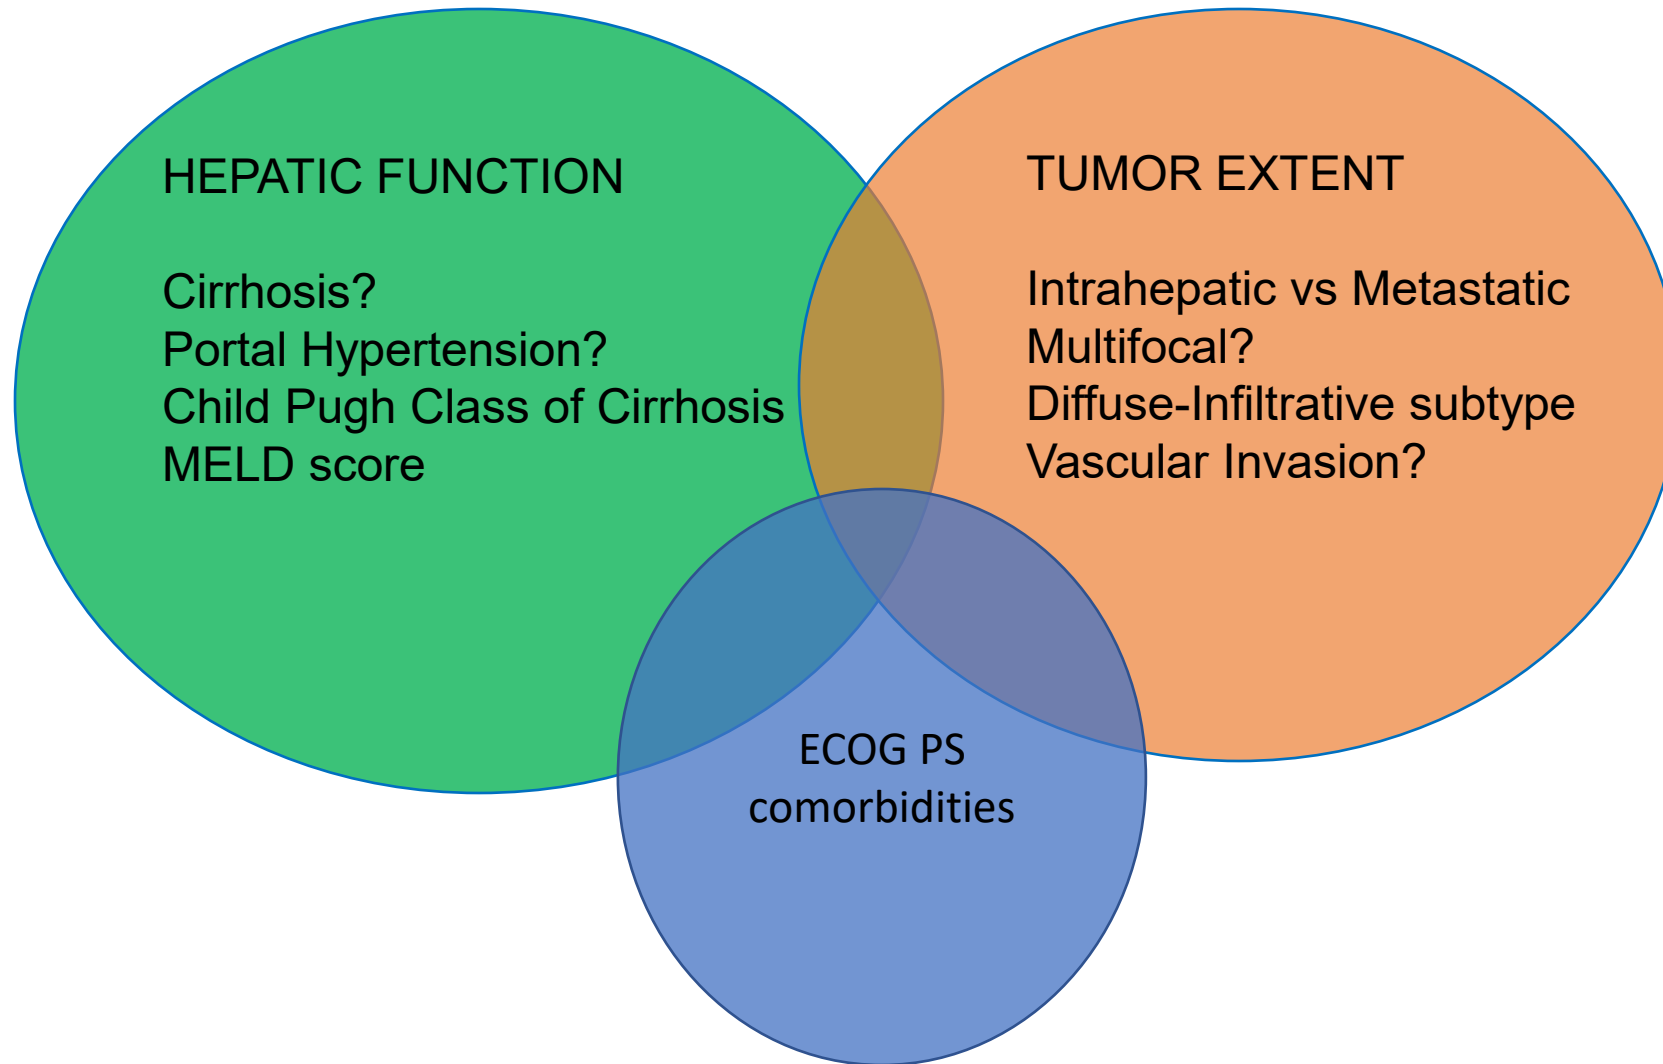 HEPATIC FUNCTION
Cirrhosis?
Portal Hypertension?
Child Pugh Class of Cirrhosis
MELD score
TUMOR EXTENT
Intrahepatic vs Metastatic
Multifocal?
Diffuse-Infiltrative subtype
Vascular Invasion?
ECOG PS
comorbidities